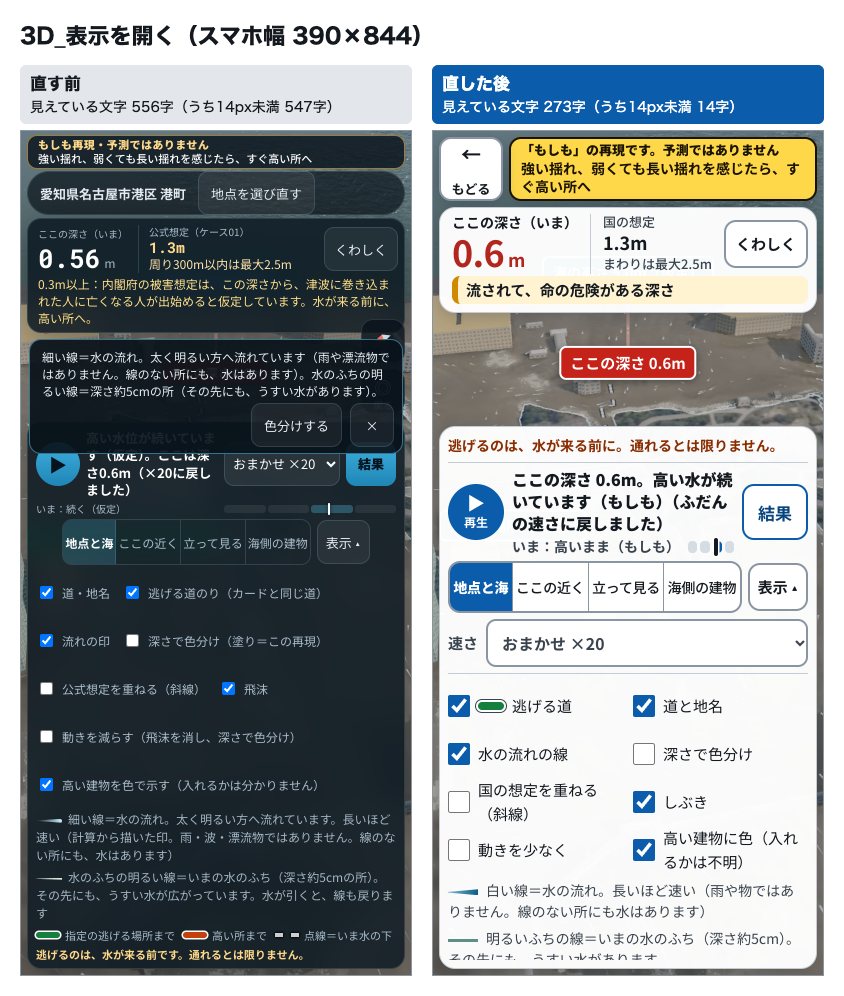 3D_表示を開く（スマホ幅 390×844）
直す前
見えている文字 556字（うち14px未満 547字）
もしも再現・予測ではありません
強い揺れ、弱くても長い揺れを感じたら、すぐ高い所へ
愛知県名古屋市港区 港町
地点を選び直す
ここの深さ（いま）
0.56 m
公式想定（ケース01）
1.3m
周り300m以内は最大2.5m
くわしく
0.3m以上：内閣府の被害想定は、この深さから、津波に巻き込ま
れた人に亡くなる人が出始めると仮定しています。水が来る前に、
高い所へ。
細い線＝水の流れ。太く明るい方へ流れています（雨や漂流物で
はありません。線のない所にも、水はあります）。水のふちの明
るい線＝深さ約5cmの所（その先にも、うすい水があります）。
色分けする
×
高い水位が続いていま
す（仮定）。ここは深
さ0.6m（×20に戻し
ました）
おまかせ ×20
結果
いま：続く（仮定）
地点と海
ここの近く
立って見る
海側の建物
表示▴
道・地名
逃げる道のり（カードと同じ道）
流れの印
深さで色分け（塗り＝この再現）
公式想定を重ねる（斜線）
飛沫
動きを減らす（飛沫を消し、深さで色分け）
高い建物を色で示す（入れるかは分かりません）
細い線＝水の流れ。太く明るい方へ流れています。長いほど
速い（計算から描いた印。雨・波・漂流物ではありません。線のな
い所にも、水はあります）
水のふちの明るい線＝いまの水のふち（深さ約5cmの所）。
その先にも、うすい水が広がっています。水が引くと、線も戻りま
す
指定の逃げる場所まで
高い所まで
点線＝いま水の下
逃げるのは、水が来る前です。通れるとは限りません。
直した後
見えている文字 273字（うち14px未満 14字）
←
もどる
「もしも」の再現です。予測ではありません
強い揺れ、弱くても長い揺れを感じたら、す
ぐ高い所へ
ここの深さ（いま）
0.6 m
国の想定
1.3m
まわりは最大2.5m
くわしく
流されて、命の危険がある深さ
ここの深さ 0.6m
逃げるのは、水が来る前に。通れるとは限りません。
再生
ここの深さ 0.6m。高い水が続
いています（もしも）（ふだん
の速さに戻しました）
結果
いま：高いまま（もしも）
地点と海
ここの近く
立って見る
海側の建物
表示▴
速さ
おまかせ ×20
逃げる道
道と地名
水の流れの線
深さで色分け
国の想定を重ねる
（斜線）
しぶき
動きを少なく
高い建物に色（入れ
るかは不明）
白い線＝水の流れ。長いほど速い（雨や物ではあ
りません。線のない所にも水はあります）
明るいふちの線＝いまの水のふち（深さ約5cm）。
その先にも、うすい水があります